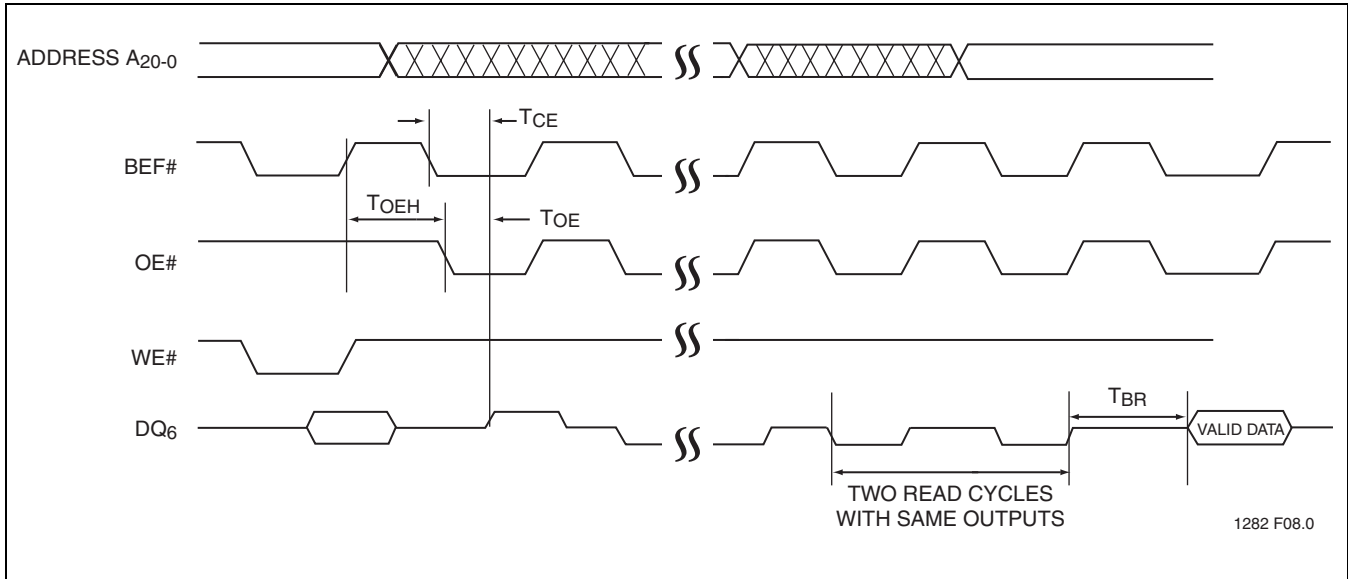 ADDRESS A20-0
TCE
BEF#
TOEH
TOE
OE#
WE#
DQ6
TBR
VALID DATA
TWO READ CYCLES
WITH SAME OUTPUTS
1282 F08.0